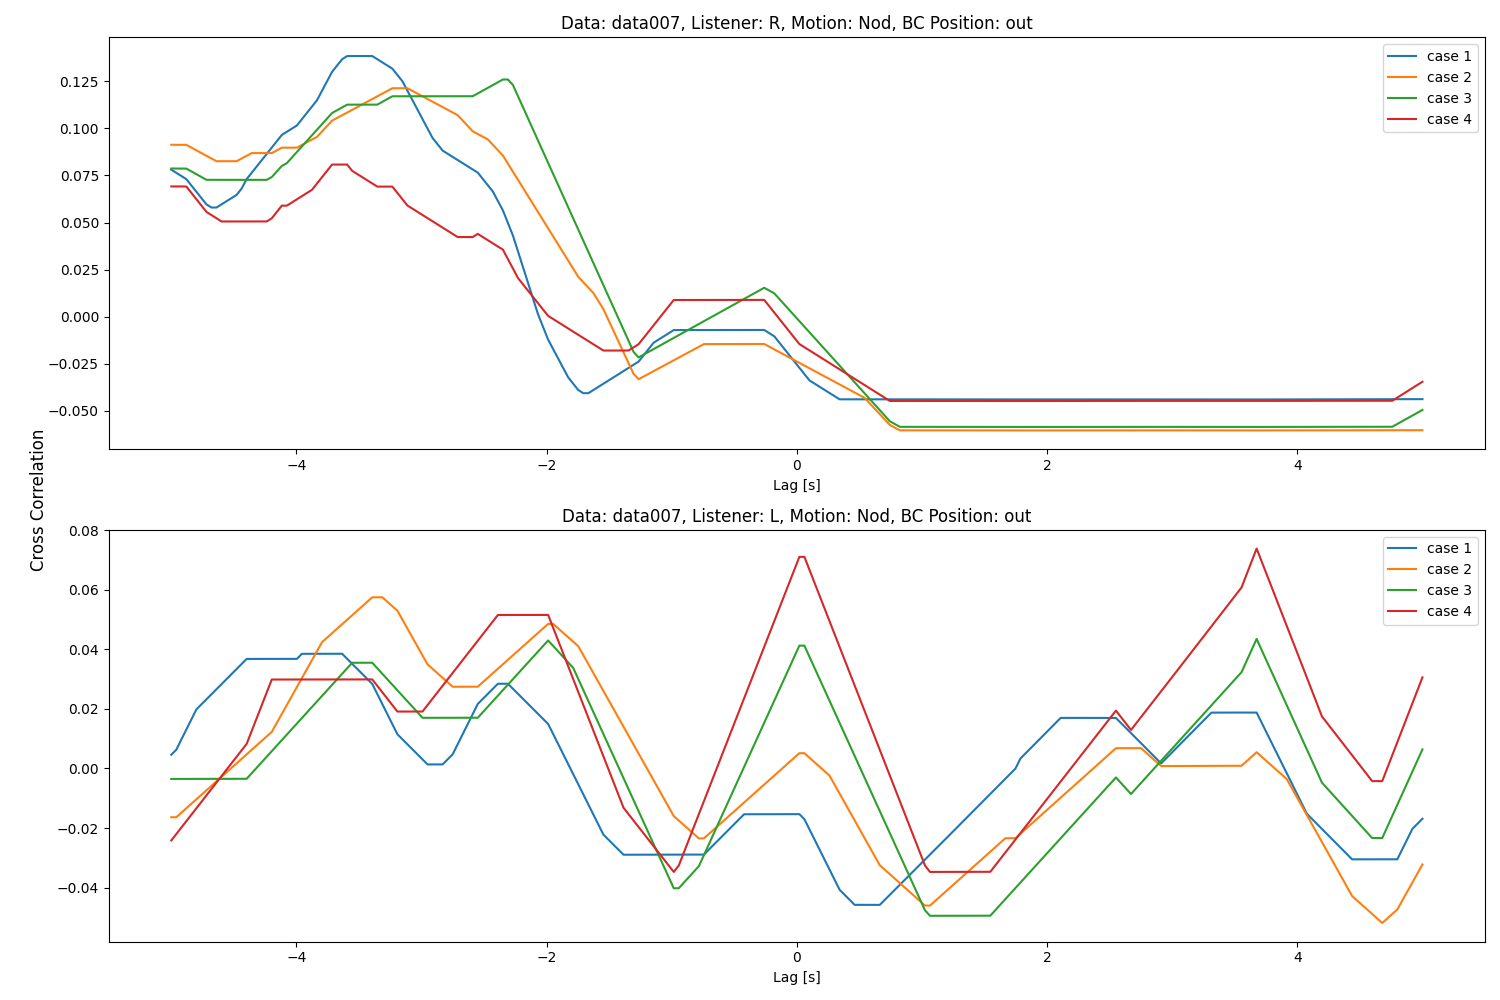 Data: data007, Listener: R, Motion: Nod, BC Position: out
case 1
case 2
case 3
case 4
0.125
0.100
0.075
0.050
0.025
0.000
−0.025
−0.050
−4 −2 0 2 4
Lag [s]
Cross Correlation
Data: data007, Listener: L, Motion: Nod, BC Position: out
case 1
case 2
case 3
case 4
0.08
0.06
0.04
0.02
0.00
−0.02
−0.04
−4 −2 0 2 4
Lag [s]